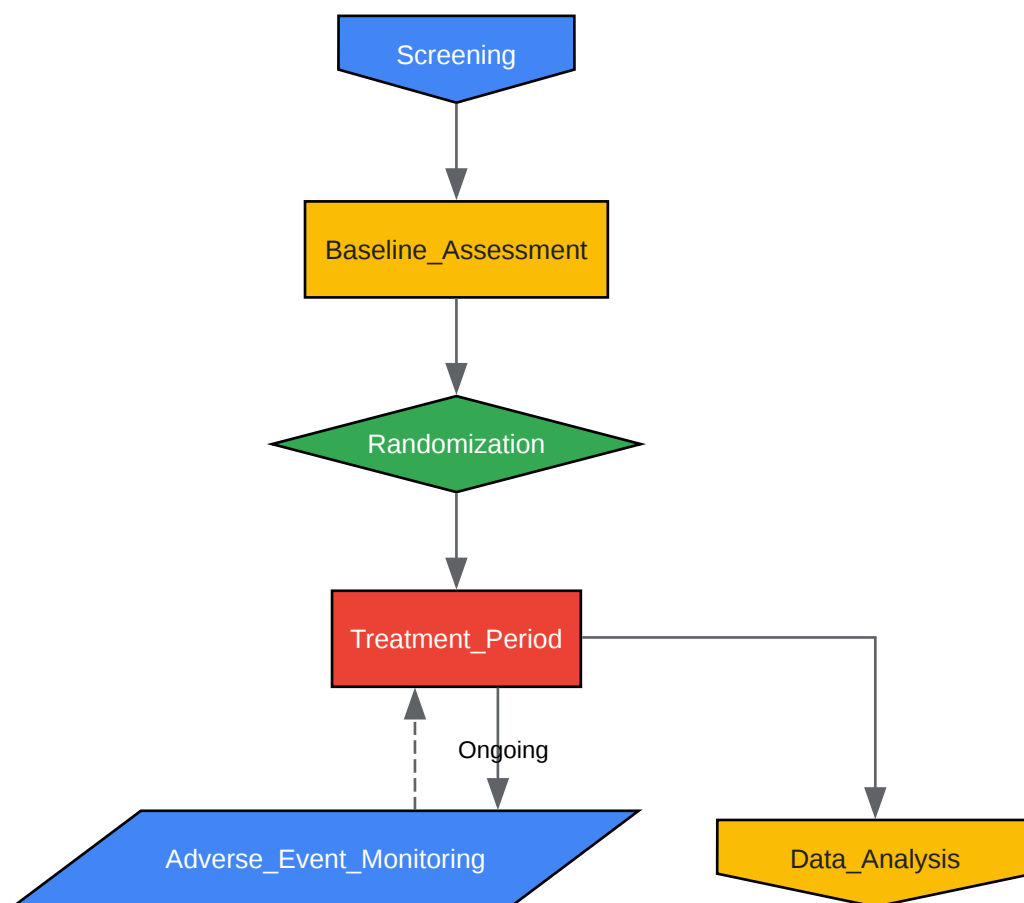 Screening
Baseline_Assessment
Randomization
Treatment_Period
Ongoing
Adverse_Event_Monitoring
Data_Analysis